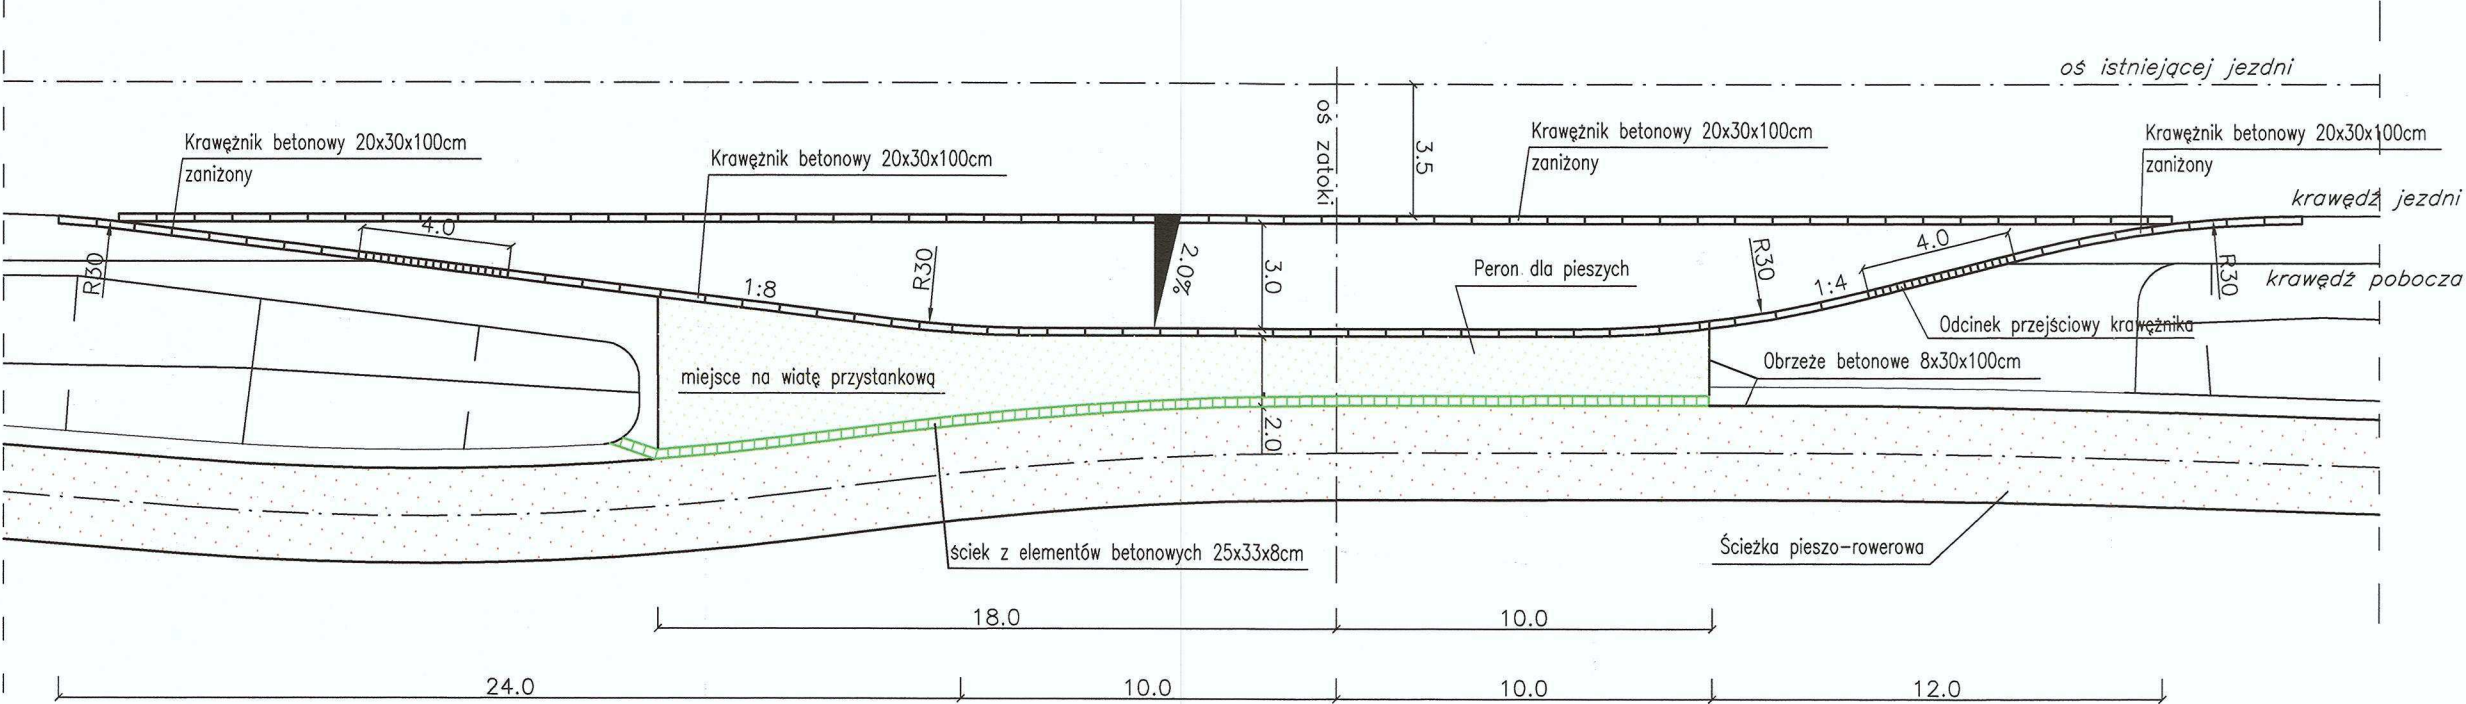 oś istniejącej jezdni
Krawężnik betonowy 20x30x100cm
zaniżony
Krawężnik betonowy 20x30x100cm
oś zatoki
3.5
Krawężnik betonowy 20x30x100cm
zaniżony
Krawężnik betonowy 20x30x100cm
zaniżony
krawędź jezdni
4.0
R30
1:8
R30
2.0%
3.0
Peron dla pieszych
R30
4.0
1:4
R30
krawędź pobocza
Odcinek przejściowy krawężnika
Obrzeże betonowe 8x30x100cm
miejsce na wiatę przystankową
2.0
ściek z elementów betonowych 25x33x8cm
Ścieżka pieszo-rowerowa
18.0
10.0
24.0
10.0
10.0
12.0